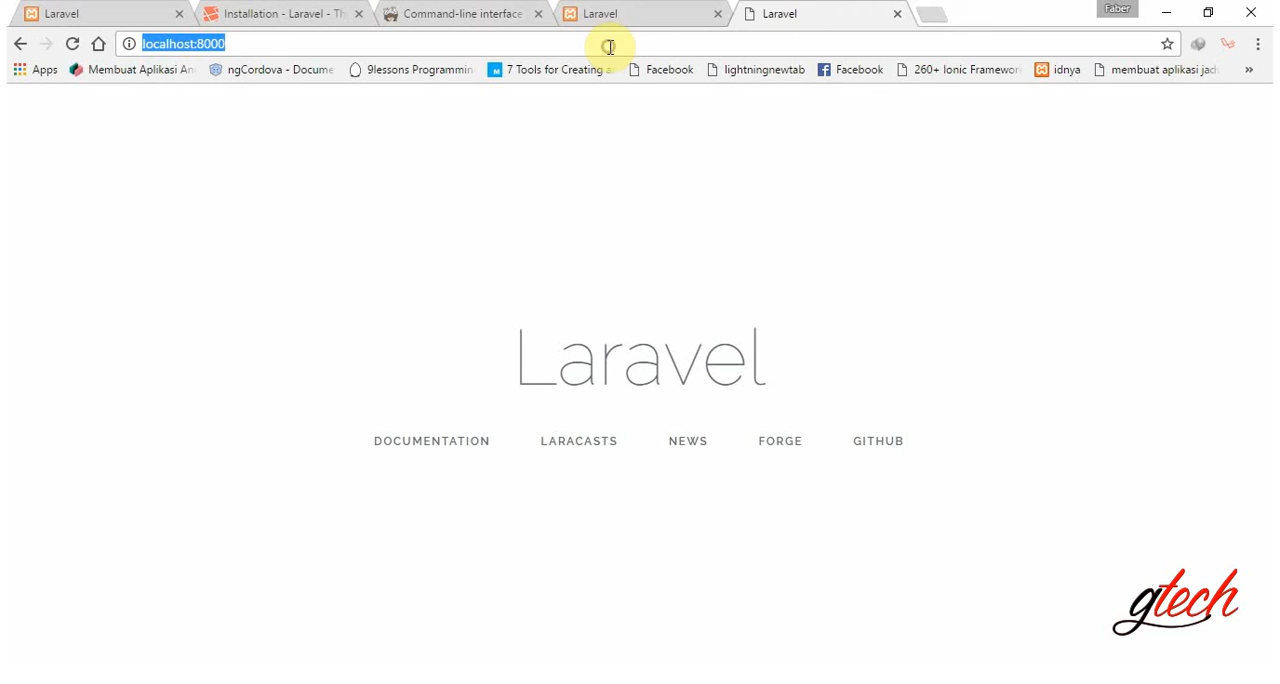 Laravel
Installation - Laravel - Th
Command-line interface
Laravel
Laravel
Faber
localhost:8000
Apps
Membuat Aplikasi An
ngCordova - Docume
9lessons Programmin
7 Tools for Creating a
Facebook
lightningnewtab
Facebook
260+ Ionic Framework
idnya
membuat aplikasi jadw
»
Laravel
DOCUMENTATION
LARACASTS
NEWS
FORGE
GITHUB
gtech